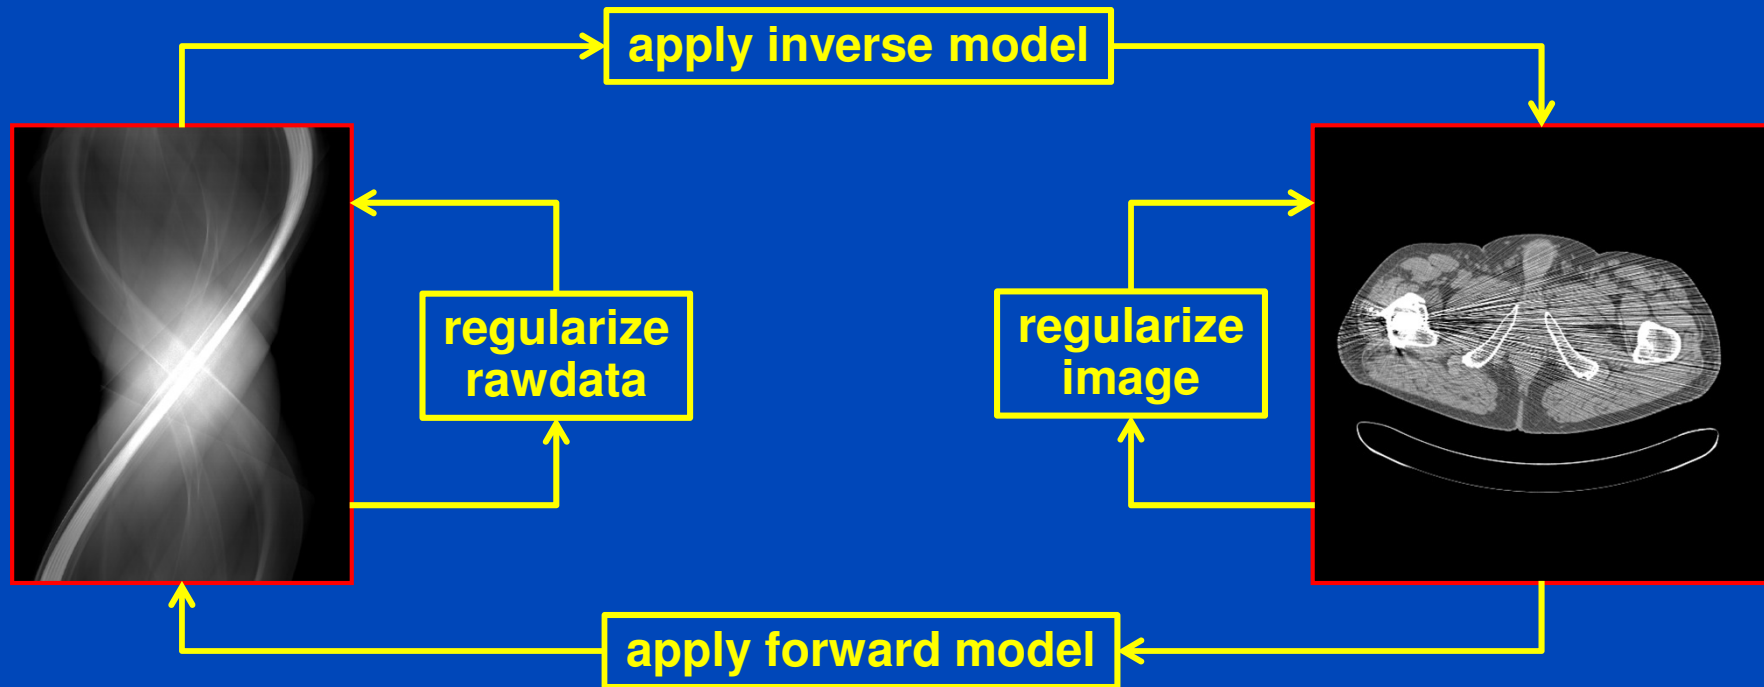 apply inverse model
regularize
rawdata
regularize
image
apply forward model